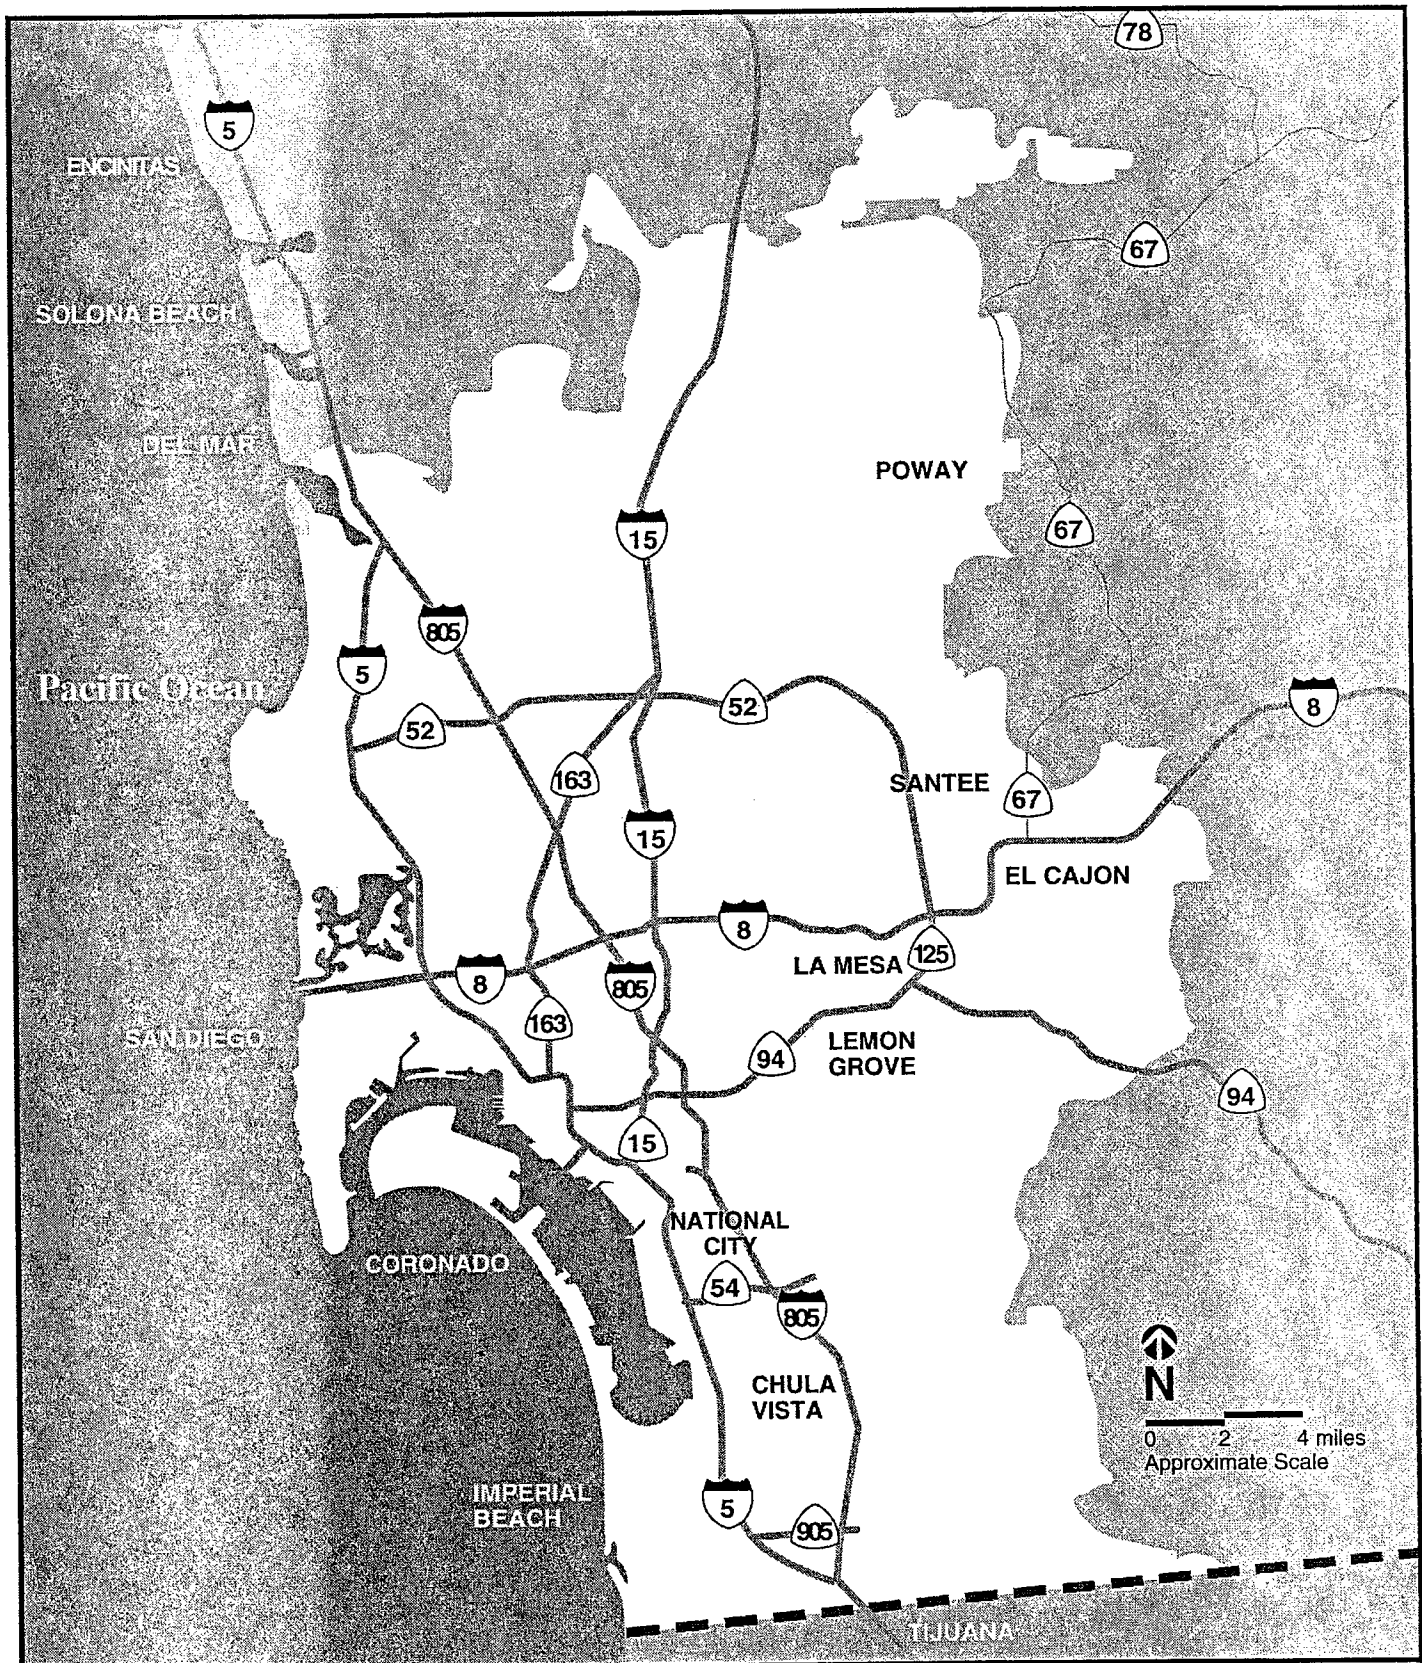 78
5
ENCINITAS
67
SOLONA BEACH
DEL MAR
POWAY
15
67
805
5
Pacific Ocean
52
52
8
163
SANTEE
67
15
EL CAJON
8
125
LA MESA
8
805
163
SAN DIEGO
LEMON
GROVE
94
94
15
NATIONAL
CITY
CORONADO
54
805
N
CHULA
VISTA
0 2 4 miles
Approximate Scale
IMPERIAL
BEACH
5
905
TIJUANA